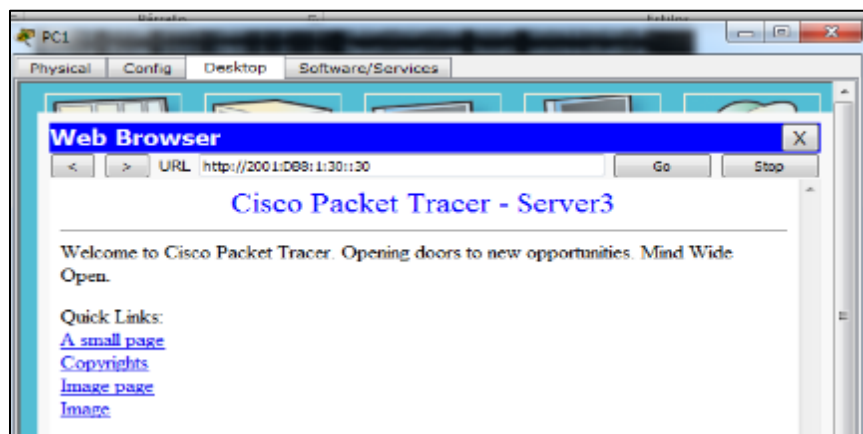 Párrafo Estilos
PC1
Physical Config Desktop Software/Services
Web Browser X
< > URL http://2001:DB8:1:30::30 Go Stop
Cisco Packet Tracer - Server3
Welcome to Cisco Packet Tracer. Opening doors to new opportunities. Mind Wide
Open.
Quick Links:
A small page
Copyrights
Image page
Image